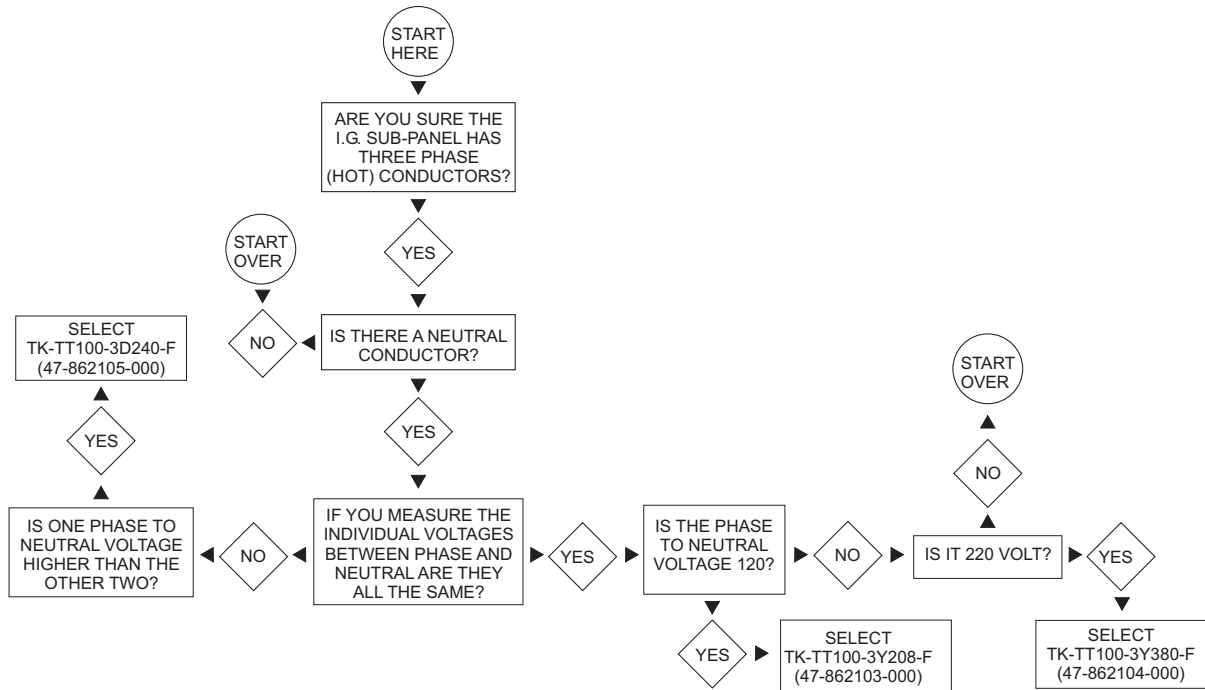 START
HERE
ARE YOU SURE THE
I.G. SUB-PANEL HAS
THREE PHASE
(HOT) CONDUCTORS?
YES
START
OVER
NO
IS THERE A NEUTRAL
CONDUCTOR?
SELECT
TK-TT100-3D240-F
(47-862105-000)
YES
YES
START
OVER
NO
IS ONE PHASE TO
NEUTRAL VOLTAGE
HIGHER THAN THE
OTHER TWO?
NO
IF YOU MEASURE THE
INDIVIDUAL VOLTAGES
BETWEEN PHASE AND
NEUTRAL ARE THEY
ALL THE SAME?
YES
IS THE PHASE
TO NEUTRAL
VOLTAGE 120?
NO
IS IT 220 VOLT?
YES
YES
SELECT
TK-TT100-3Y208-F
(47-862103-000)
SELECT
TK-TT100-3Y380-F
(47-862104-000)